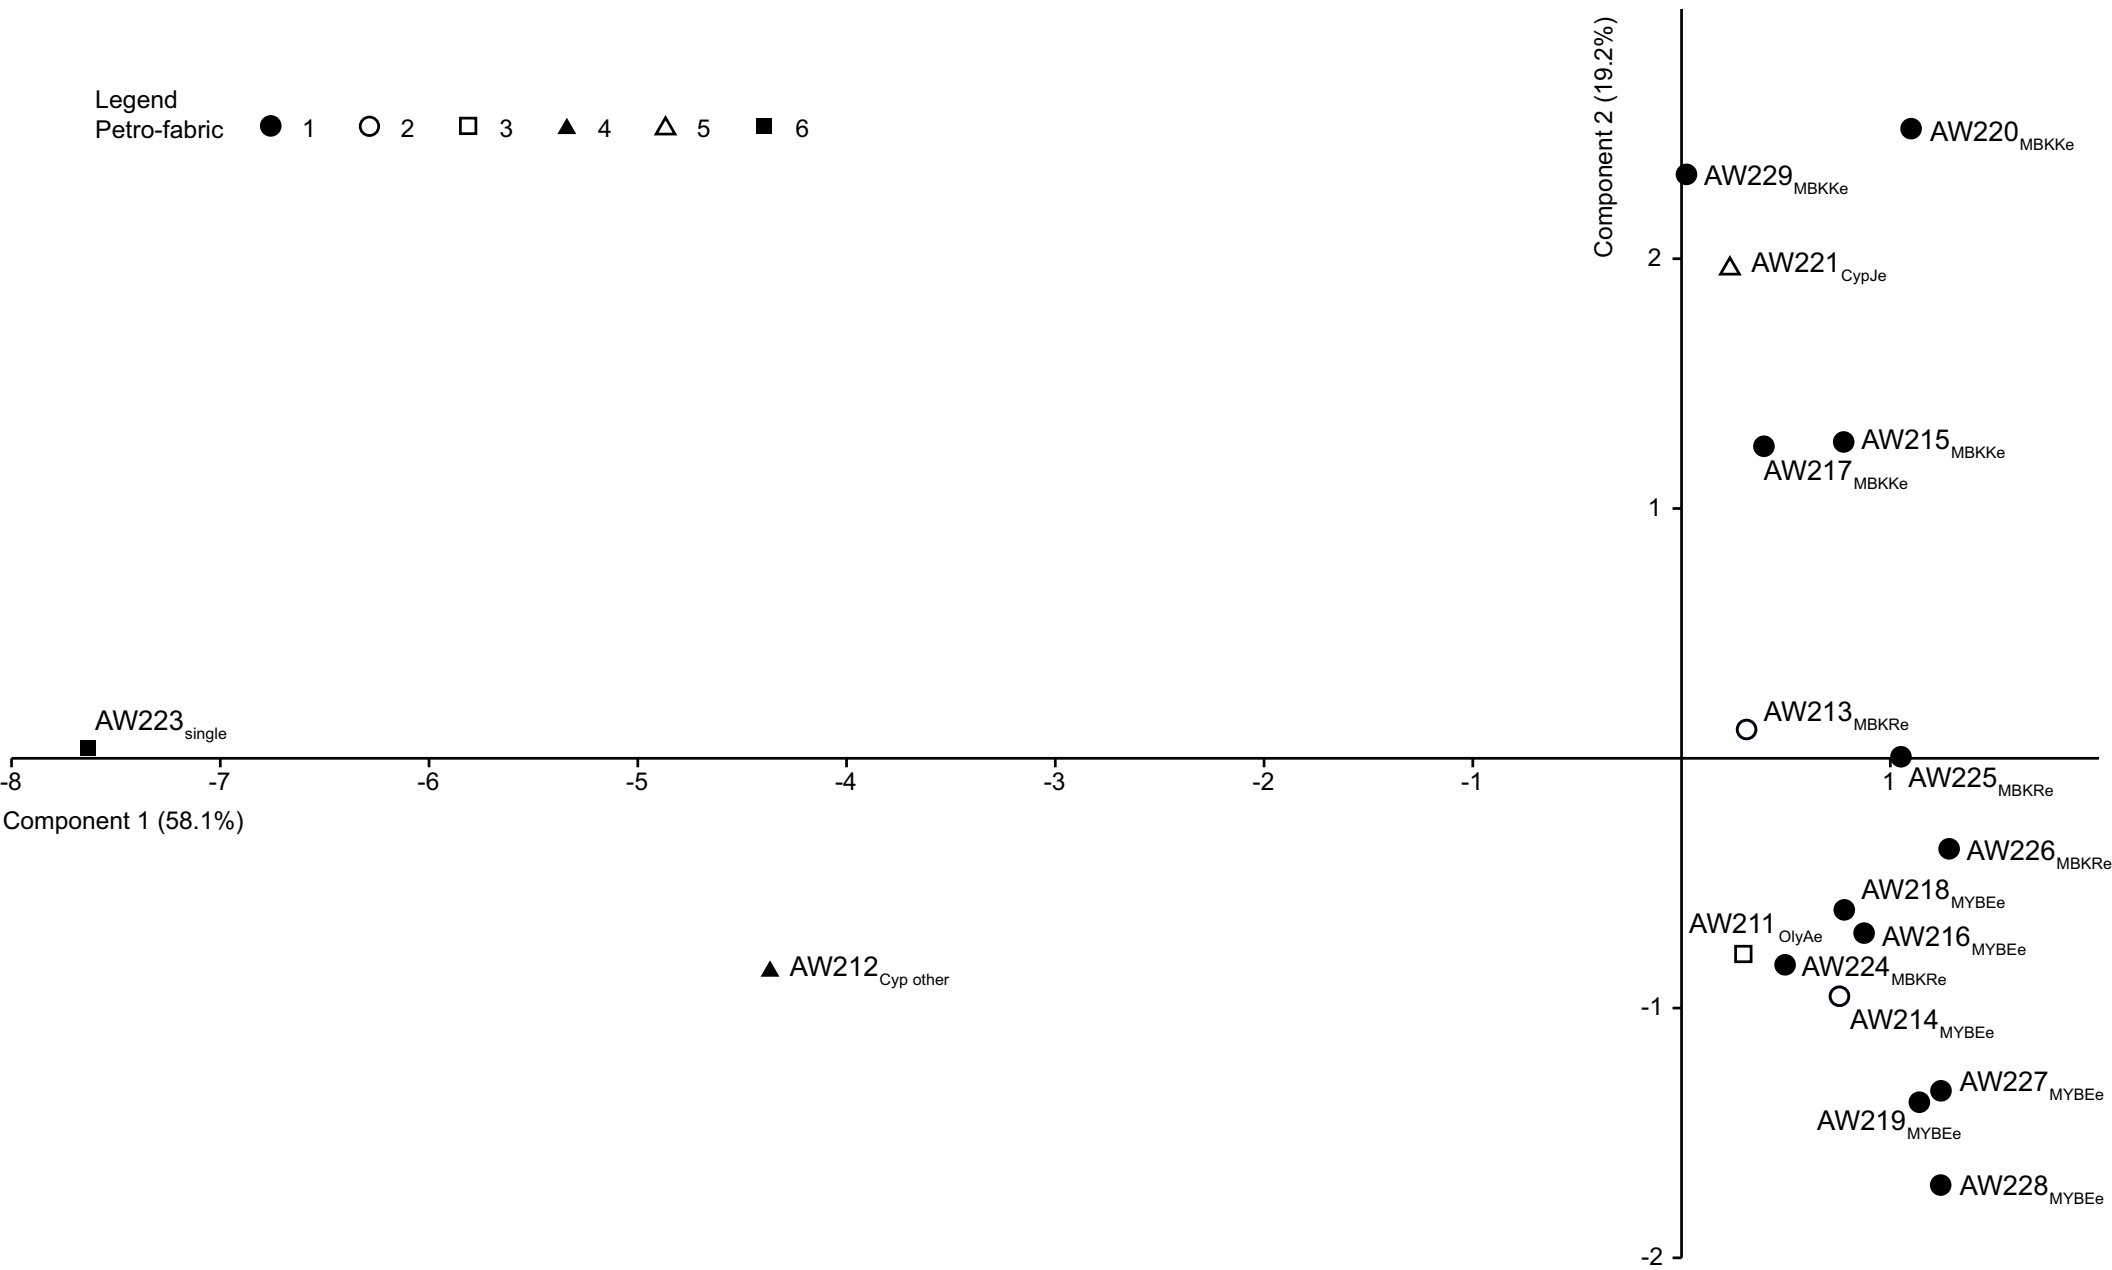 Legend
Petro-fabric 1 2 3 4 5 6
Component 2 (19.2%)
AW220MBKKe
AW229MBKKe
2
AW221CypJe
AW215MBKKe
AW217MBKKe
1
AW213MBKRe
AW223single
-8 -7 -6 -5 -4 -3 -2 -1 1
AW225MBKRe
Component 1 (58.1%)
AW226MBKRe
AW218MYBEe
AW211OlyAe
AW216MYBEe
AW212Cyp other
AW224MBKRe
-1
AW214MYBEe
AW227MYBEe
AW219MYBEe
AW228MYBEe
-2